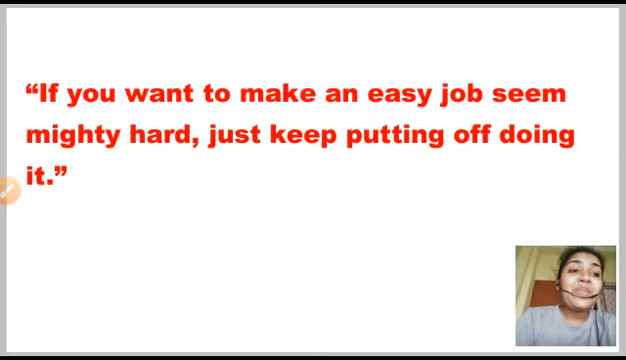 “If you want to make an easy job seem
mighty hard, just keep putting off doing
it.”